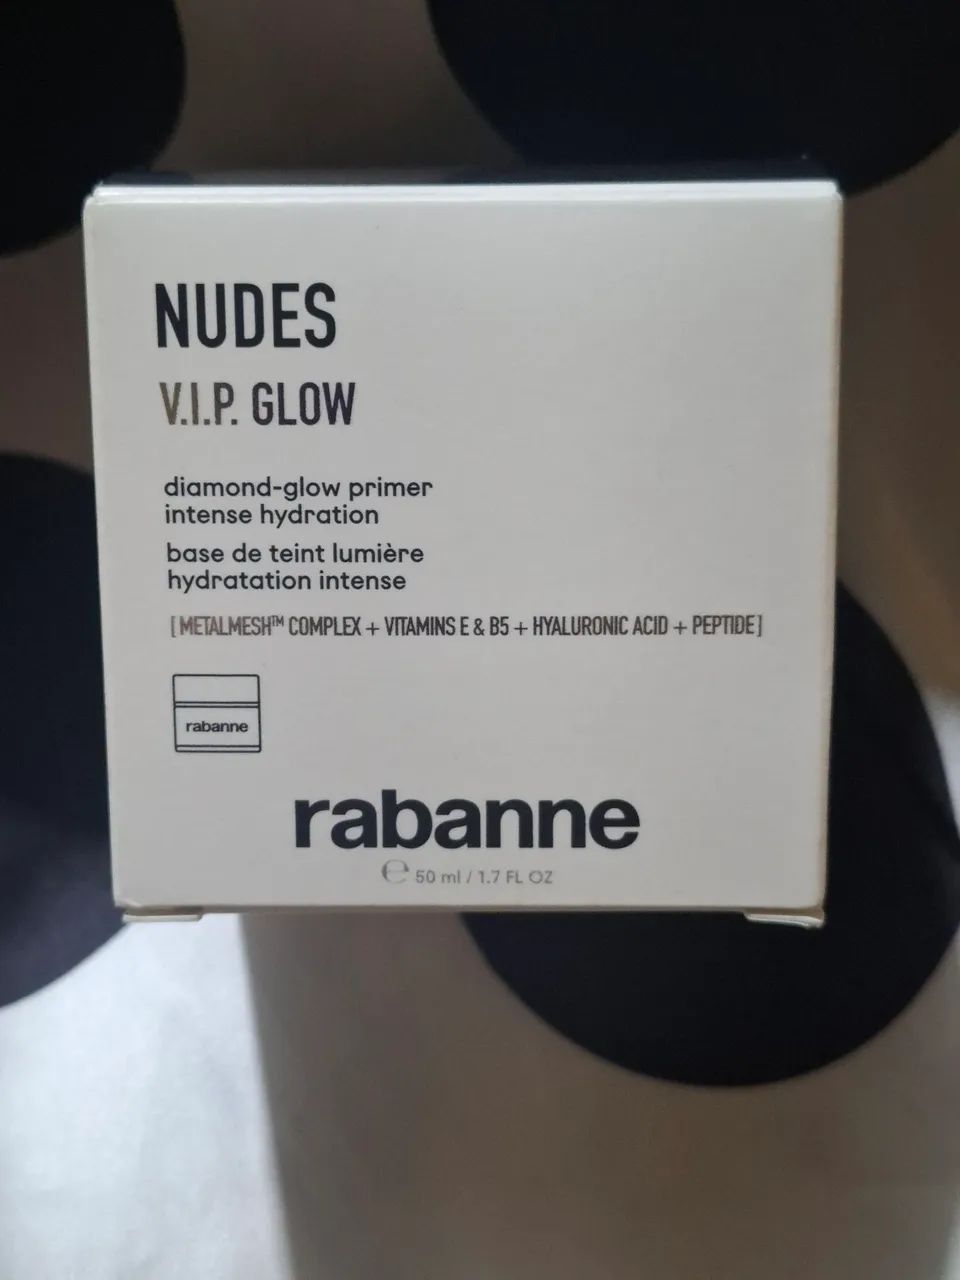 NUDES
V.I.P. GLOW
diamond-glow primer
intense hydration
base de teint lumière
hydratation intense
[METALMESH™ COMPLEX + VITAMINS E & B5 + HYALURONIC ACID + PEPTIDE]
rabanne
rabanne
℮ 50 ml / 1.7 FL OZ